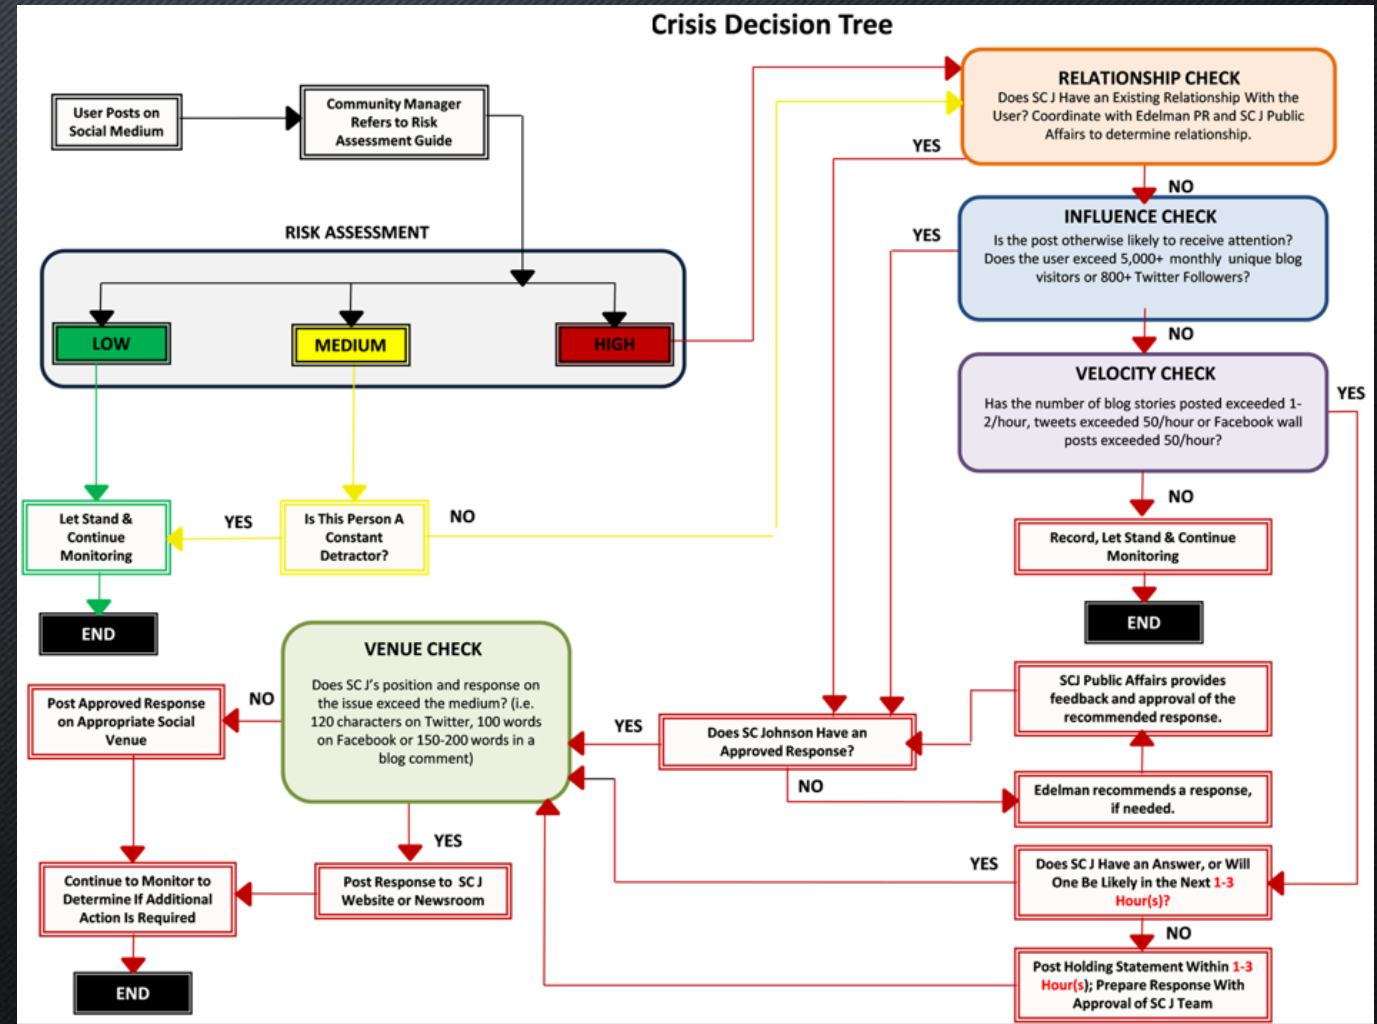 Crisis Decision Tree
User Posts on
Social Medium
Community Manager
Refers to Risk
Assessment Guide
RELATIONSHIP CHECK
Does SC J Have an Existing Relationship With the
User? Coordinate with Edelman PR and SC J Public
Affairs to determine relationship.
YES
NO
INFLUENCE CHECK
Is the post otherwise likely to receive attention?
Does the user exceed 5,000+ monthly unique blog
visitors or 800+ Twitter Followers?
YES
NO
RISK ASSESSMENT
LOW
MEDIUM
HIGH
VELOCITY CHECK
Has the number of blog stories posted exceeded 1-
2/hour, tweets exceeded 50/hour or Facebook wall
posts exceeded 50/hour?
YES
NO
Let Stand &
Continue
Monitoring
YES
Is This Person A
Constant
Detractor?
NO
Record, Let Stand & Continue
Monitoring
END
END
VENUE CHECK
Does SC J's position and response on
the issue exceed the medium? (i.e.
120 characters on Twitter, 100 words
on Facebook or 150-200 words in a
blog comment)
NO
Post Approved Response
on Appropriate Social
Venue
YES
Does SC Johnson Have an
Approved Response?
NO
SCJ Public Affairs provides
feedback and approval of the
recommended response.
Edelman recommends a response,
if needed.
YES
Continue to Monitor to
Determine If Additional
Action Is Required
Post Response to SC J
Website or Newsroom
YES
Does SC J Have an Answer, or Will
One Be Likely in the Next 1-3
Hour(s)?
NO
Post Holding Statement Within 1-3
Hour(s); Prepare Response With
Approval of SC J Team
END